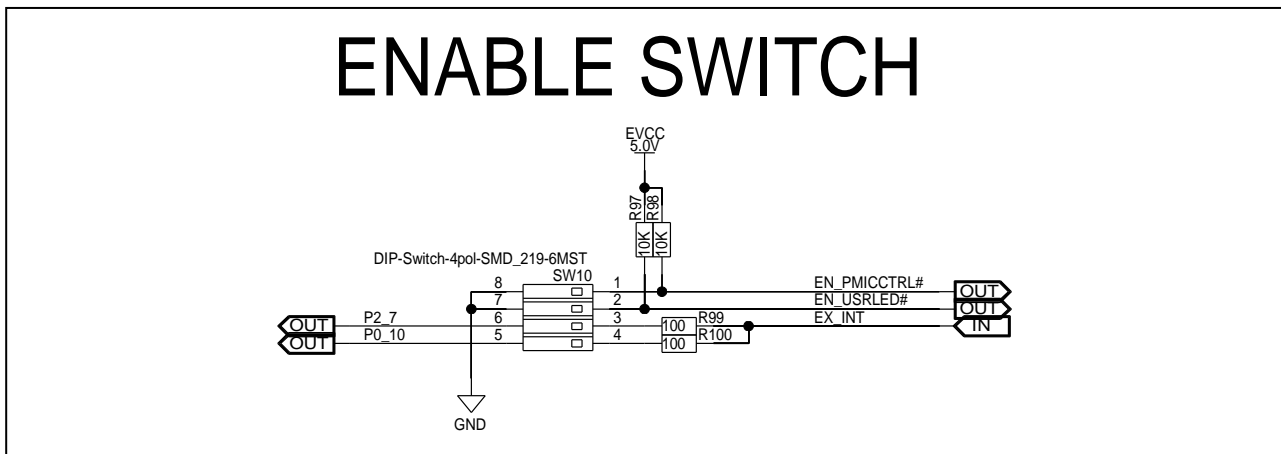 ENABLE SWITCH
EVCC
5.0V
R97
R98
10K
10K
DIP-Switch-4pol-SMD_219-6MST
SW10
8 1 EN_PMICCTRL# OUT
7 2 EN_USRLED# OUT
OUT P2_7 6 3 100 R99 EX_INT IN
OUT P0_10 5 4 100 R100
GND